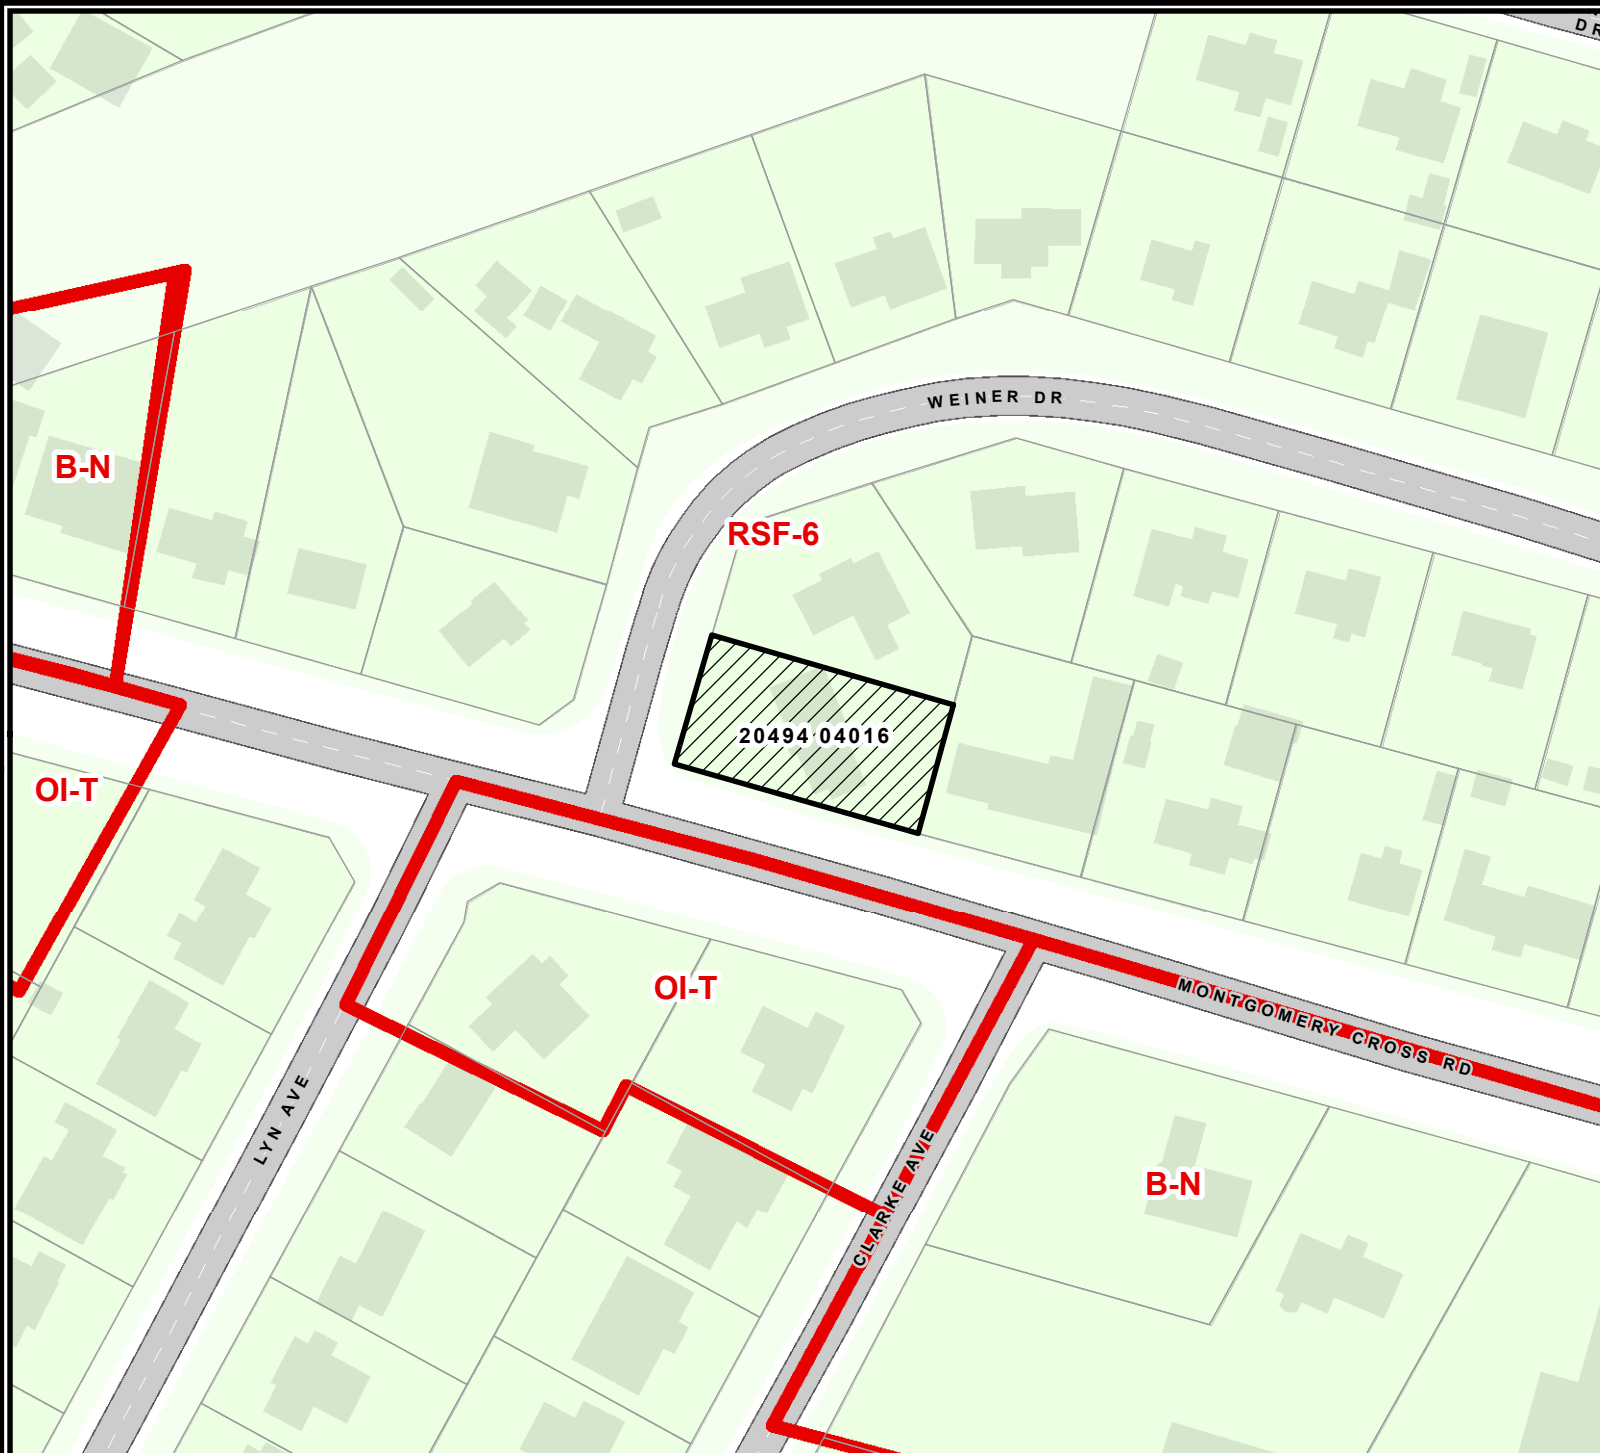 DR
WEINER DR
B-N
RSF-6
20494 04016
OI-T
OI-T
MONTGOMERY CROSS RD
LYN AVE
CLARKE AVE
B-N